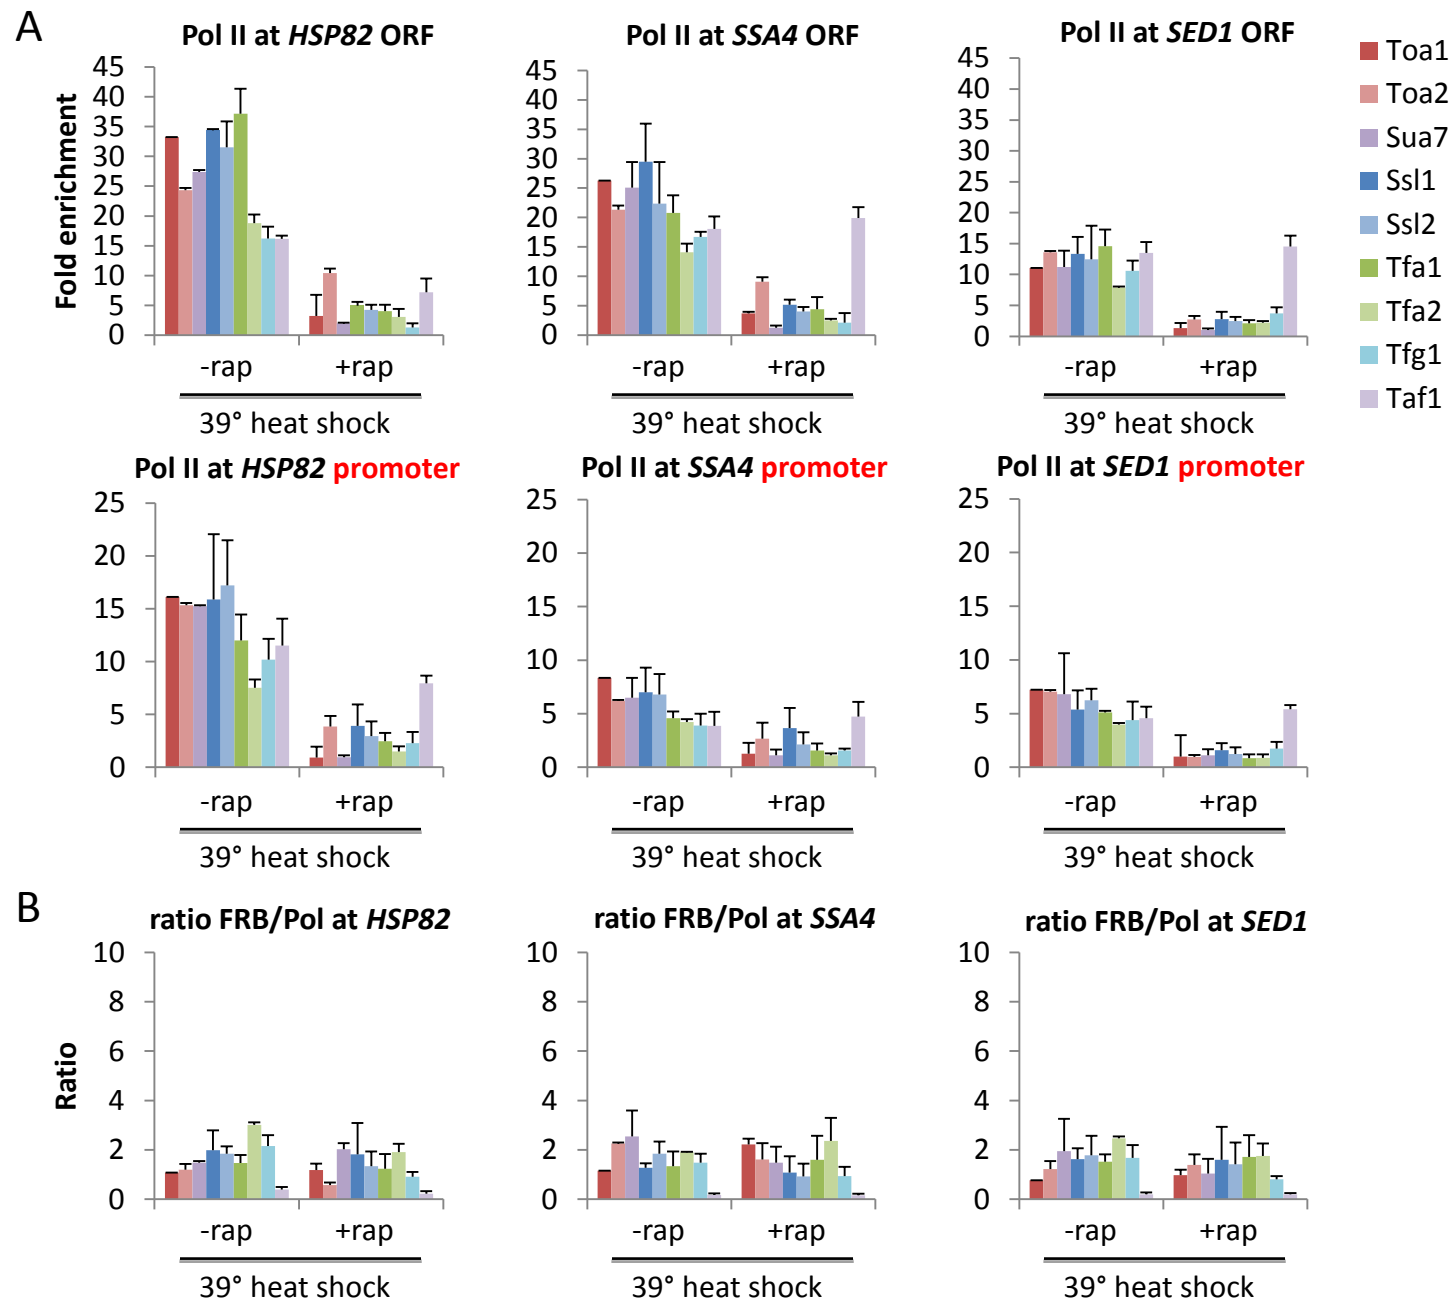 A
Pol II at HSP82 ORF
Pol II at SSA4 ORF
Pol II at SED1 ORF
Fold enrichment
45
40
35
30
25
20
15
10
5
0
-rap
+rap
39° heat shock
45
40
35
30
25
20
15
10
5
0
-rap
+rap
39° heat shock
45
40
35
30
25
20
15
10
5
0
-rap
+rap
39° heat shock
Toa1
Toa2
Sua7
Ssl1
Ssl2
Tfa1
Tfa2
Tfg1
Taf1
Pol II at HSP82 promoter
Pol II at SSA4 promoter
Pol II at SED1 promoter
25
20
15
10
5
0
-rap
+rap
39° heat shock
25
20
15
10
5
0
-rap
+rap
39° heat shock
25
20
15
10
5
0
-rap
+rap
39° heat shock
B
ratio FRB/Pol at HSP82
ratio FRB/Pol at SSA4
ratio FRB/Pol at SED1
Ratio
10
8
6
4
2
0
-rap
+rap
39° heat shock
10
8
6
4
2
0
-rap
+rap
39° heat shock
10
8
6
4
2
0
-rap
+rap
39° heat shock